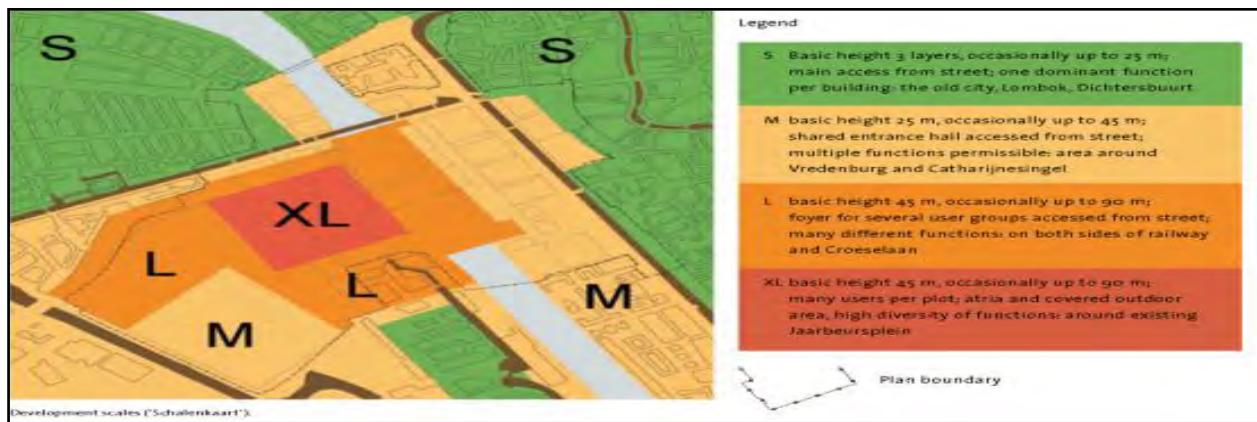 S
S
XL
L
L
M
M
Development scales ('Schalenkaart').
Legend
S Basic height 3 layers, occasionally up to 25 m;
main access from street; one dominant function
per building: the old city, Lombok, Dichtersbuurt
M basic height 25 m, occasionally up to 45 m;
shared entrance hall accessed from street;
multiple functions permissible: area around
Vredenburg and Catharijnesingel
L basic height 45 m, occasionally up to 90 m;
foyer for several user groups accessed from street;
many different functions: on both sides of railway
and Croeselaan
XL basic height 45 m, occasionally up to 90 m;
many users per plot; atria and covered outdoor
area, high diversity of functions: around existing
Jaarbeursplein
Plan boundary